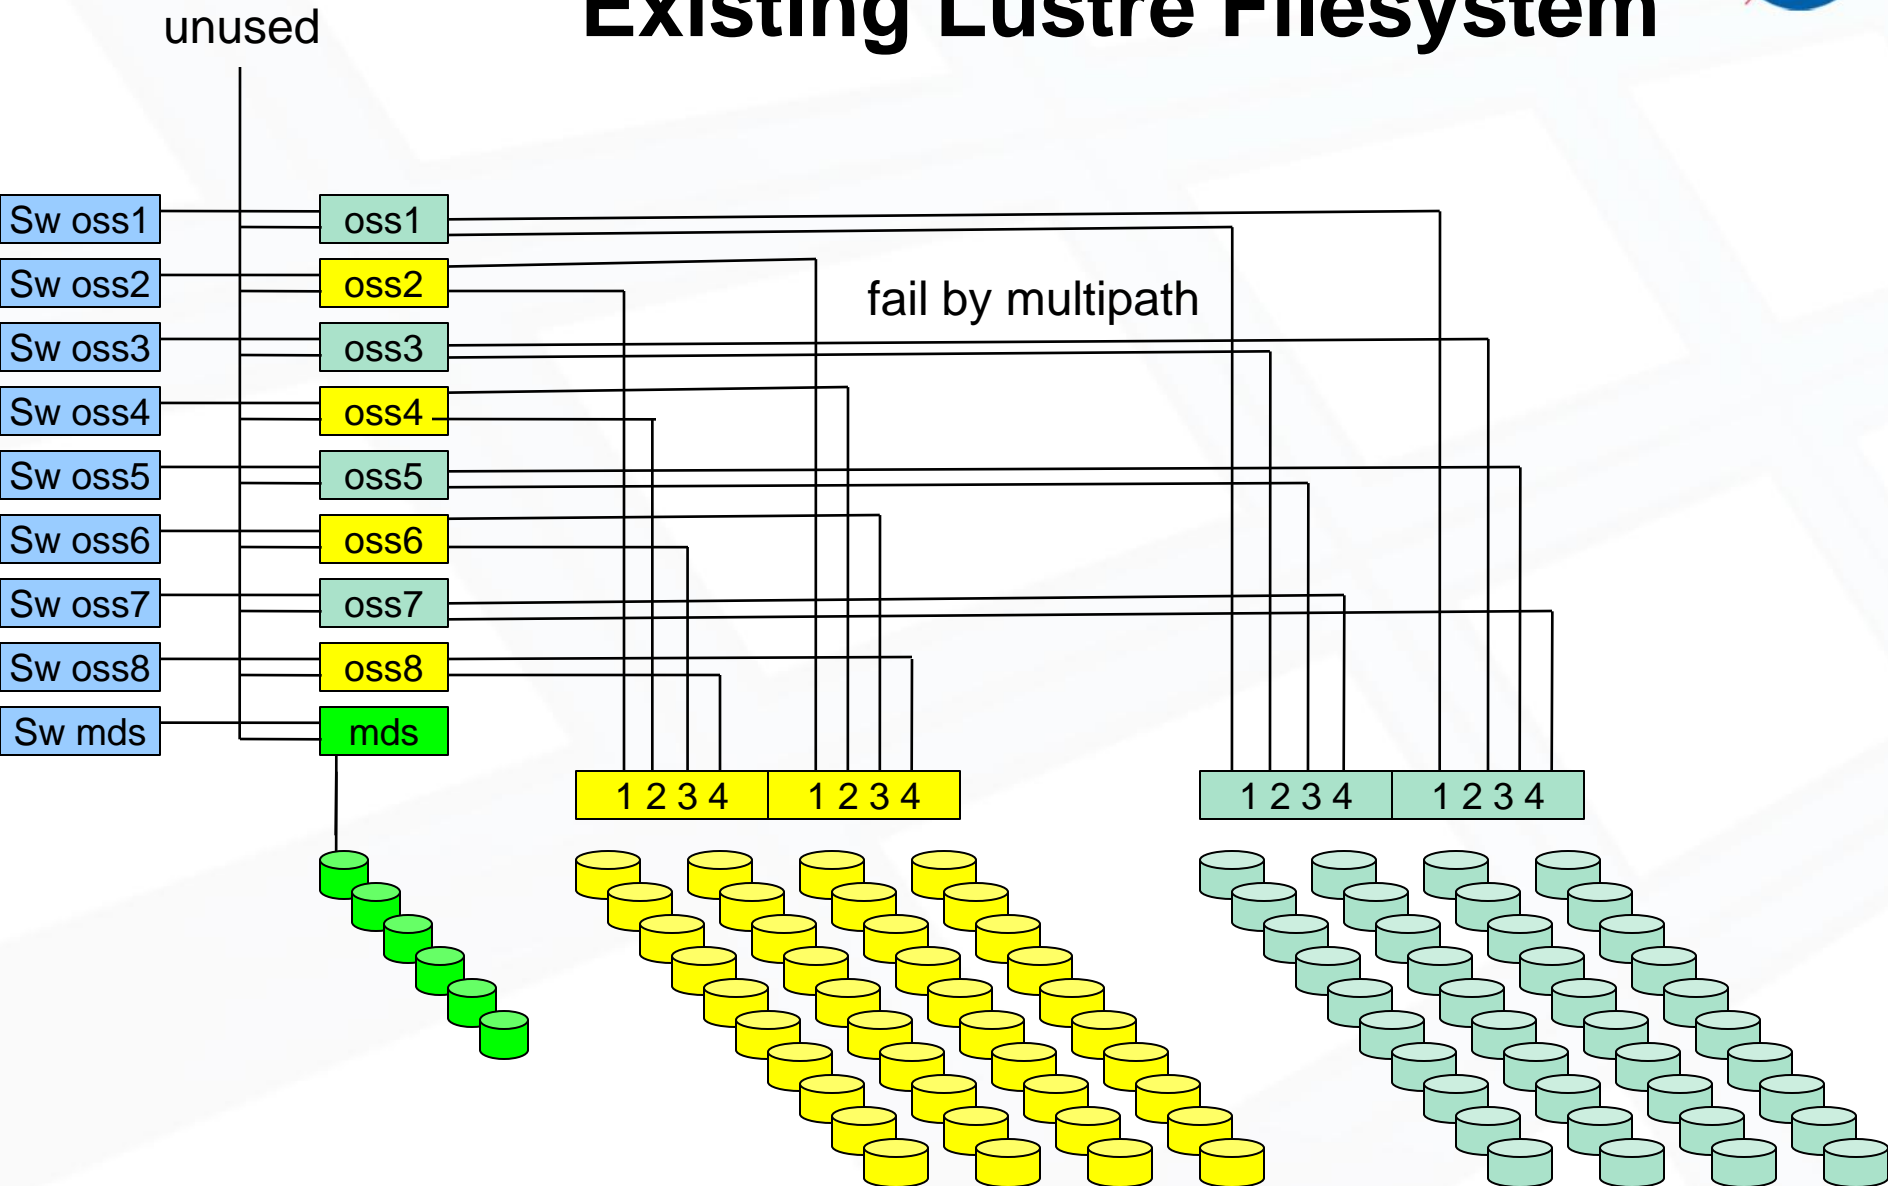 Existing Lustre Filesystem
unused
Sw oss1 oss1
Sw oss2 oss2
fail by multipath
Sw oss3 oss3
Sw oss4 oss4
Sw oss5 oss5
Sw oss6 oss6
Sw oss7 oss7
Sw oss8 oss8
Sw mds mds
1 2 3 4 1 2 3 4 1 2 3 4 1 2 3 4